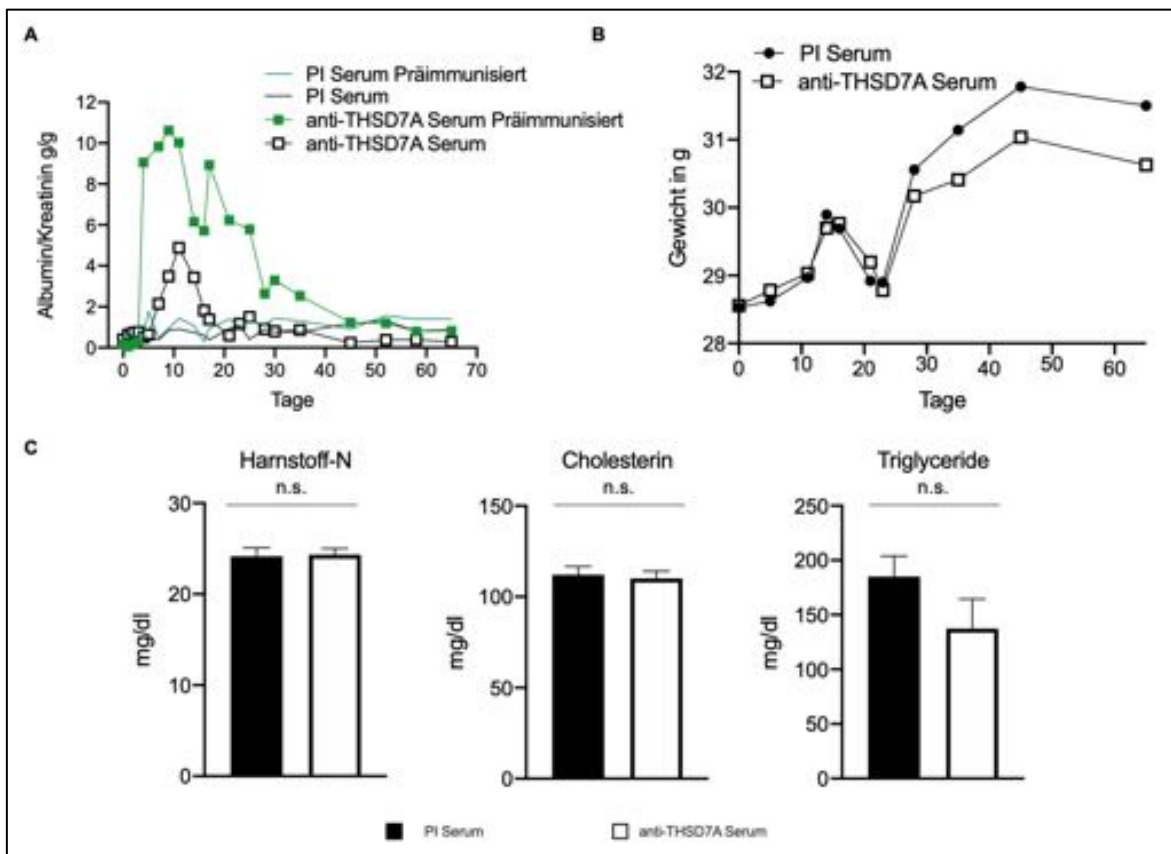 A
PI Serum Präimmunisiert
PI Serum
anti-THSD7A Serum Präimmunisiert
anti-THSD7A Serum
Albumin/Kreatinin g/g
12
10
8
6
4
2
0
0 10 20 30 40 50 60 70
Tage
B
PI Serum
anti-THSD7A Serum
Gewicht in g
32
31
30
29
28
0 10 20 30 40 50 60
Tage
C
Harnstoff-N
n.s.
mg/dl
30
20
10
0
Cholesterin
n.s.
mg/dl
150
100
50
0
Triglyceride
n.s.
mg/dl
250
200
150
100
50
0
PI Serum
anti-THSD7A Serum